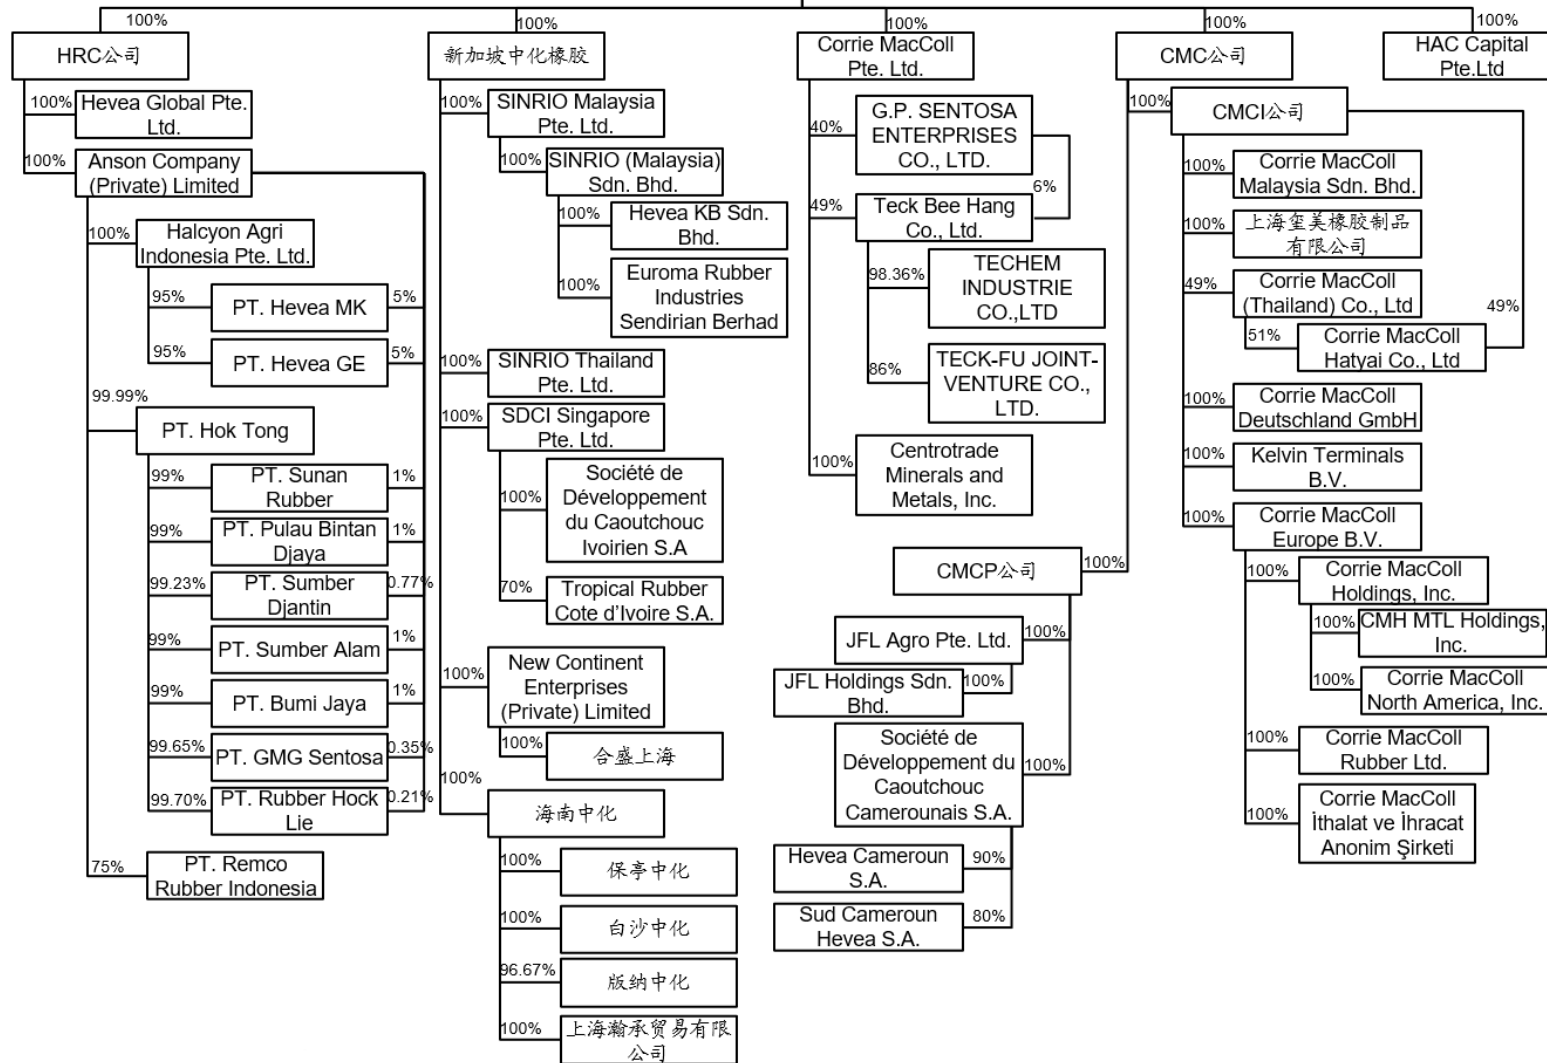 100%
100%
100%
100%
100%
HRC公司
新加坡中化橡胶
Corrie MacColl
Pte. Ltd.
CMC公司
HAC Capital
Pte.Ltd
100%
Hevea Global Pte.
Ltd.
100%
Anson Company
(Private) Limited
100%
Halcyon Agri
Indonesia Pte. Ltd.
95%
PT. Hevea MK
5%
95%
PT. Hevea GE
5%
99.99%
PT. Hok Tong
99%
PT. Sunan
Rubber
1%
99%
PT. Pulau Bintan
Djaya
1%
99.23%
PT. Sumber
Djantin
0.77%
99%
PT. Sumber Alam
1%
99%
PT. Bumi Jaya
1%
99.65%
PT. GMG Sentosa
0.35%
99.70%
PT. Rubber Hock
Lie
0.21%
75%
PT. Remco
Rubber Indonesia
100%
SINRIO Malaysia
Pte. Ltd.
100%
SINRIO (Malaysia)
Sdn. Bhd.
100%
Hevea KB Sdn.
Bhd.
100%
Euroma Rubber
Industries
Sendirian Berhad
100%
SINRIO Thailand
Pte. Ltd.
100%
SDCI Singapore
Pte. Ltd.
100%
Société de
Développement
du Caoutchouc
Ivoirien S.A
70%
Tropical Rubber
Cote d’Ivoire S.A.
100%
New Continent
Enterprises
(Private) Limited
100%
合盛上海
100%
海南中化
100%
保亭中化
100%
白沙中化
96.67%
版纳中化
100%
上海瀚承贸易有限
公司
40%
G.P. SENTOSA
ENTERPRISES
CO., LTD.
6%
49%
Teck Bee Hang
Co., Ltd.
98.36%
TECHEM
INDUSTRIE
CO.,LTD
86%
TECK-FU JOINT-
VENTURE CO.,
LTD.
100%
Centrotrade
Minerals and
Metals, Inc.
CMCP公司
100%
JFL Agro Pte. Ltd.
100%
JFL Holdings Sdn.
Bhd.
100%
Société de
Développement du
Caoutchouc
Camerounais S.A.
100%
Hevea Cameroun
S.A.
90%
Sud Cameroun
Hevea S.A.
80%
100%
CMCI公司
100%
Corrie MacColl
Malaysia Sdn. Bhd.
100%
上海玺美橡胶制品
有限公司
49%
Corrie MacColl
(Thailand) Co., Ltd
49%
51%
Corrie MacColl
Hatyai Co., Ltd
100%
Corrie MacColl
Deutschland GmbH
100%
Kelvin Terminals
B.V.
100%
Corrie MacColl
Europe B.V.
100%
Corrie MacColl
Holdings, Inc.
100%
CMH MTL Holdings,
Inc.
100%
Corrie MacColl
North America, Inc.
100%
Corrie MacColl
Rubber Ltd.
100%
Corrie MacColl
İthalat ve İhracat
Anonim Şirketi